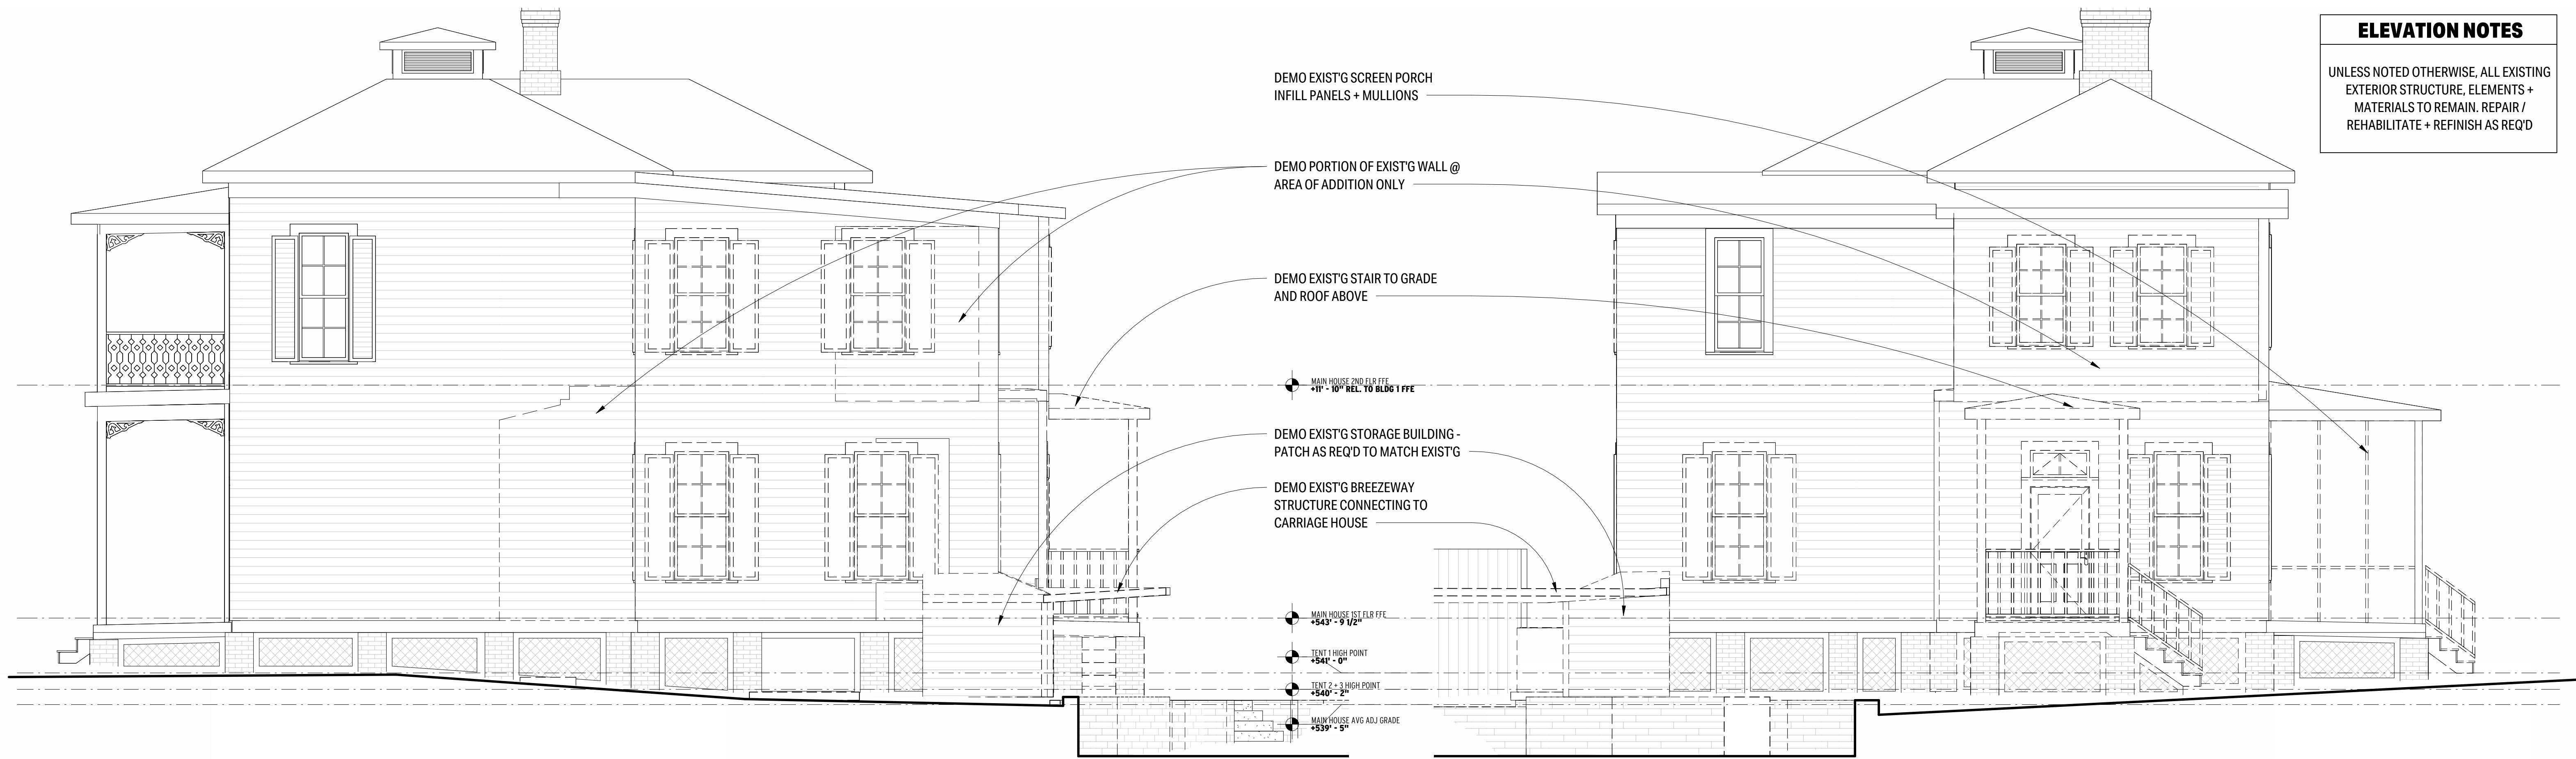 DEMO EXIST'G SCREEN PORCH
INFILL PANELS + MULLIONS
DEMO PORTION OF EXIST'G WALL @
AREA OF ADDITION ONLY
DEMO EXIST'G STAIR TO GRADE
AND ROOF ABOVE
MAIN HOUSE 2ND FLR FFE
+11' - 10" REL. TO BLDG 1 FFE
DEMO EXIST'G STORAGE BUILDING -
PATCH AS REQ'D TO MATCH EXIST'G
DEMO EXIST'G BREEZEWAY
STRUCTURE CONNECTING TO
CARRIAGE HOUSE
MAIN HOUSE 1ST FLR FFE
+543' - 9 1/2"
TENT 1 HIGH POINT
+541' - 0"
TENT 2 + 3 HIGH POINT
+540' - 2"
MAIN HOUSE AVG ADJ GRADE
+539' - 5"
ELEVATION NOTES
UNLESS NOTED OTHERWISE, ALL EXISTING
EXTERIOR STRUCTURE, ELEMENTS +
MATERIALS TO REMAIN. REPAIR /
REHABILITATE + REFINISH AS REQ'D